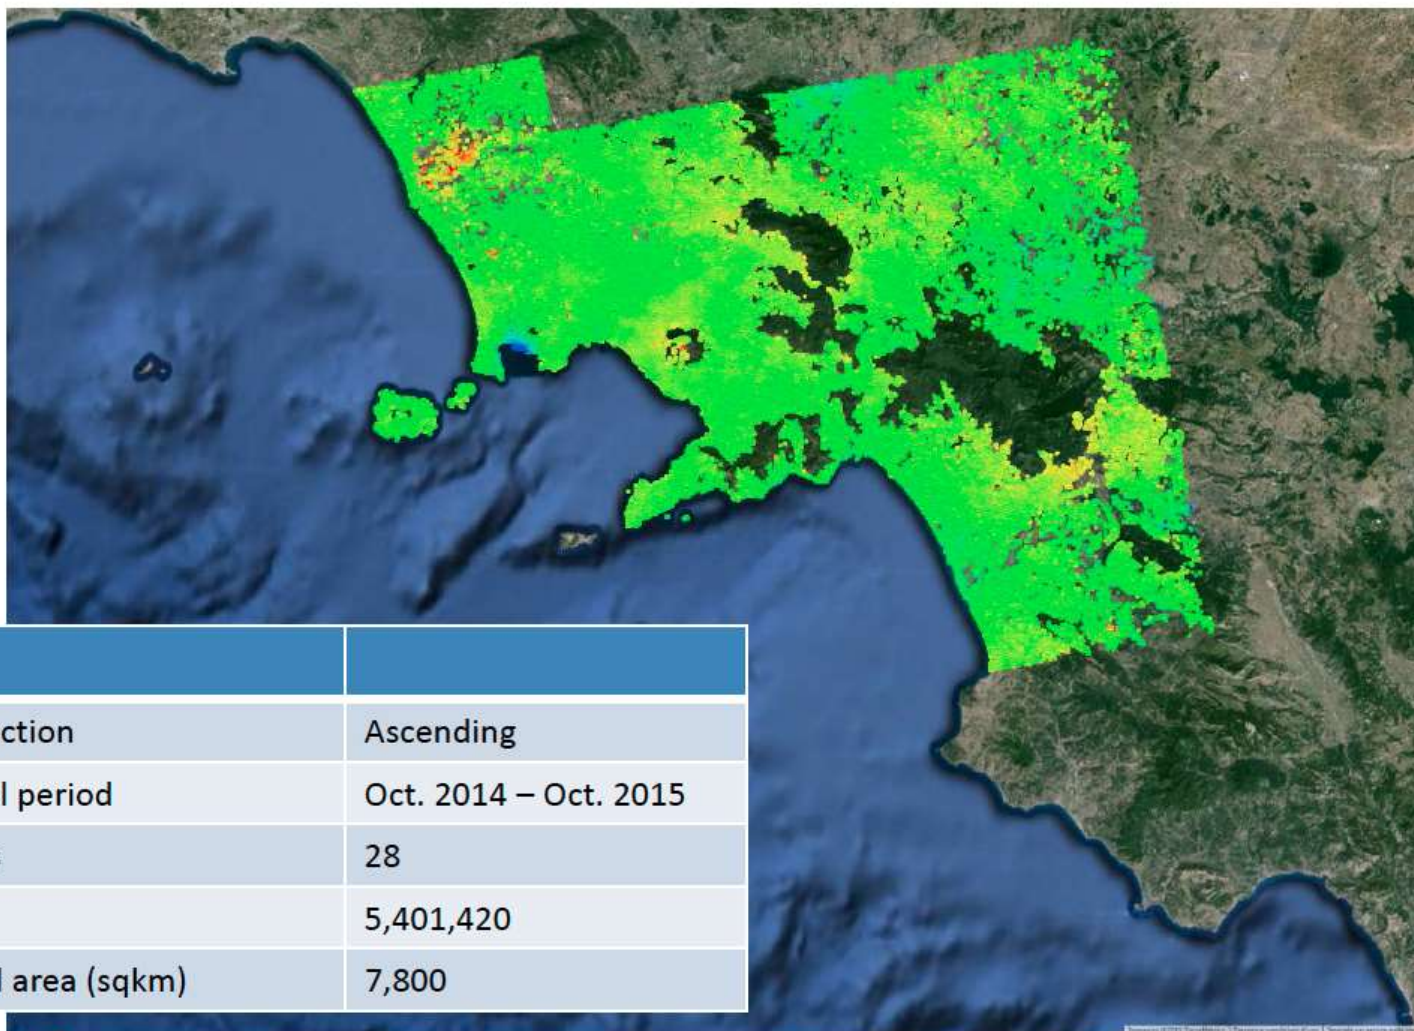 ction Ascending
l period Oct. 2014 – Oct. 2015
28
5,401,420
l area (sqkm) 7,800